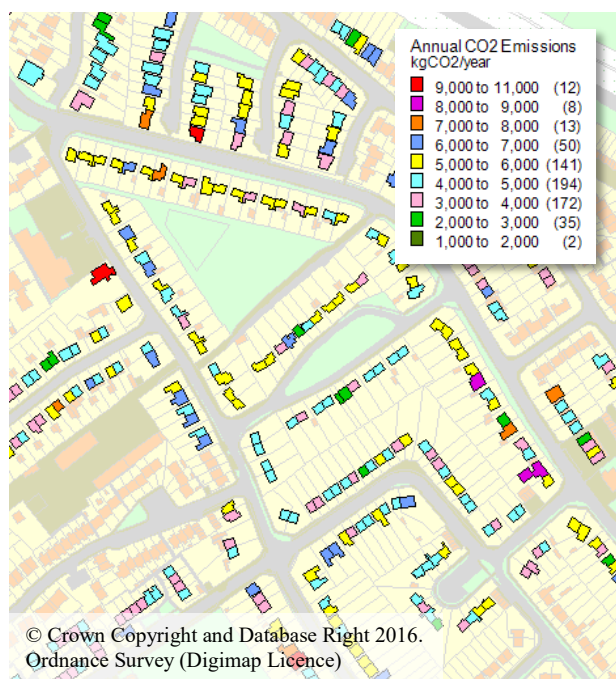 Annual CO2 Emissions
kgCO2/year
9,000 to 11,000 (12)
8,000 to 9,000 (8)
7,000 to 8,000 (13)
6,000 to 7,000 (50)
5,000 to 6,000 (141)
4,000 to 5,000 (194)
3,000 to 4,000 (172)
2,000 to 3,000 (35)
1,000 to 2,000 (2)
© Crown Copyright and Database Right 2016.
Ordnance Survey (Digimap Licence)